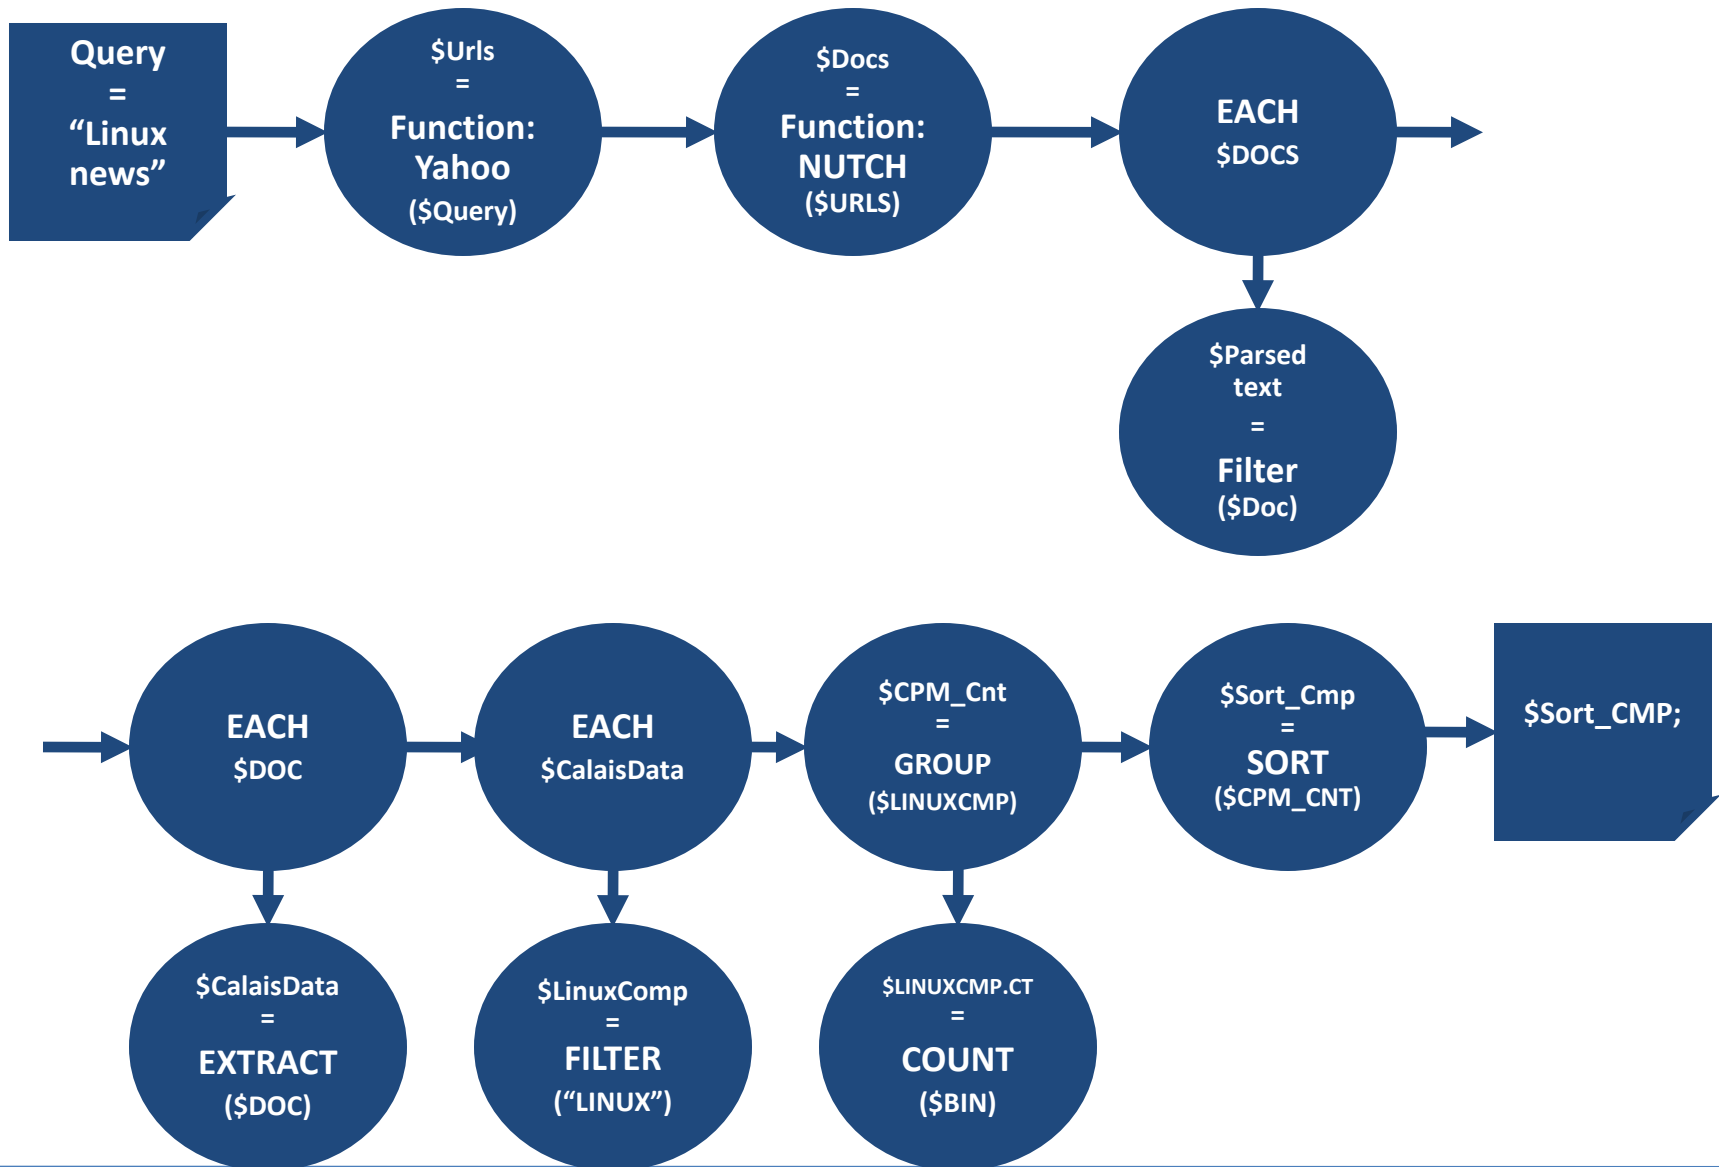 Query
=
“Linux
news”
$Urls
=
Function:
Yahoo
($Query)
$Docs
=
Function:
NUTCH
($URLS)
EACH
$DOCS
$Parsed
text
=
Filter
($Doc)
EACH
$DOC
EACH
$CalaisData
$CPM_Cnt
=
GROUP
($LINUXCMP)
$Sort_Cmp
=
SORT
($CPM_CNT)
$Sort_CMP;
$CalaisData
=
EXTRACT
($DOC)
$LinuxComp
=
FILTER
(“LINUX”)
$LINUXCMP.CT
=
COUNT
($BIN)